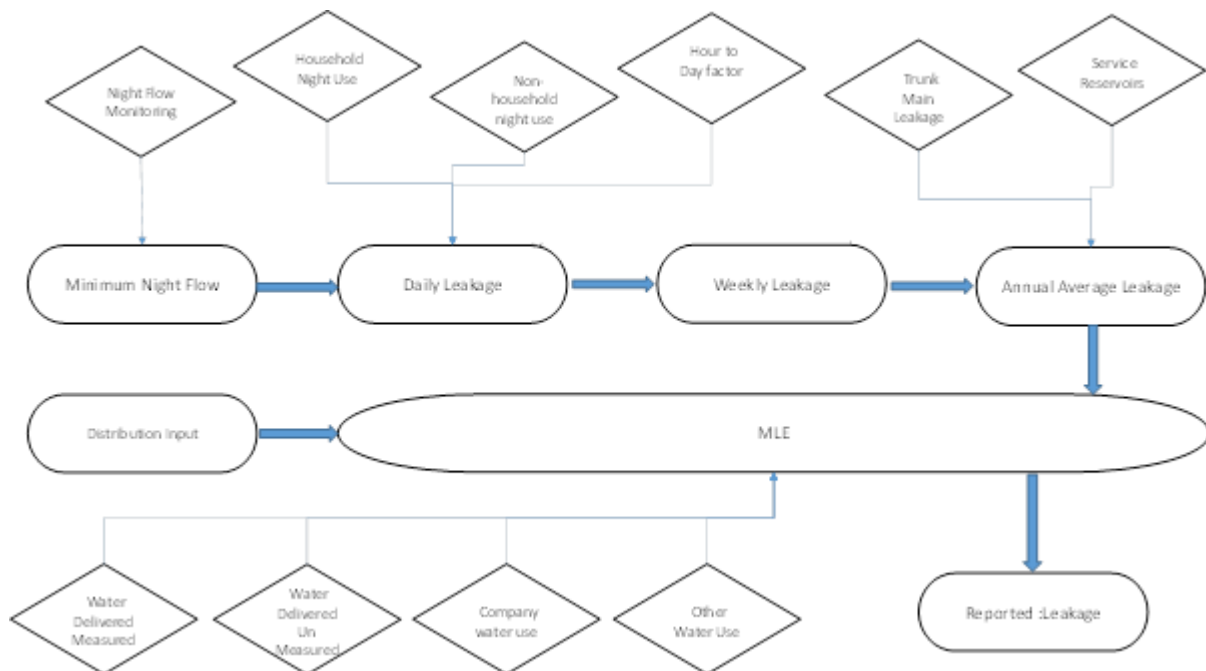 Night Flow
Monitoring
Household
Night Use
Non-
household
night use
Hour to
Day factor
Trunk
Main
Leakage
Service
Reservoirs
Minimum Night Flow
Daily Leakage
Weekly Leakage
Annual Average Leakage
Distribution Input
MLE
Water
Delivered
Measured
Water
Delivered
Un
Measured
Company
water use
Other
Water Use
Reported :Leakage